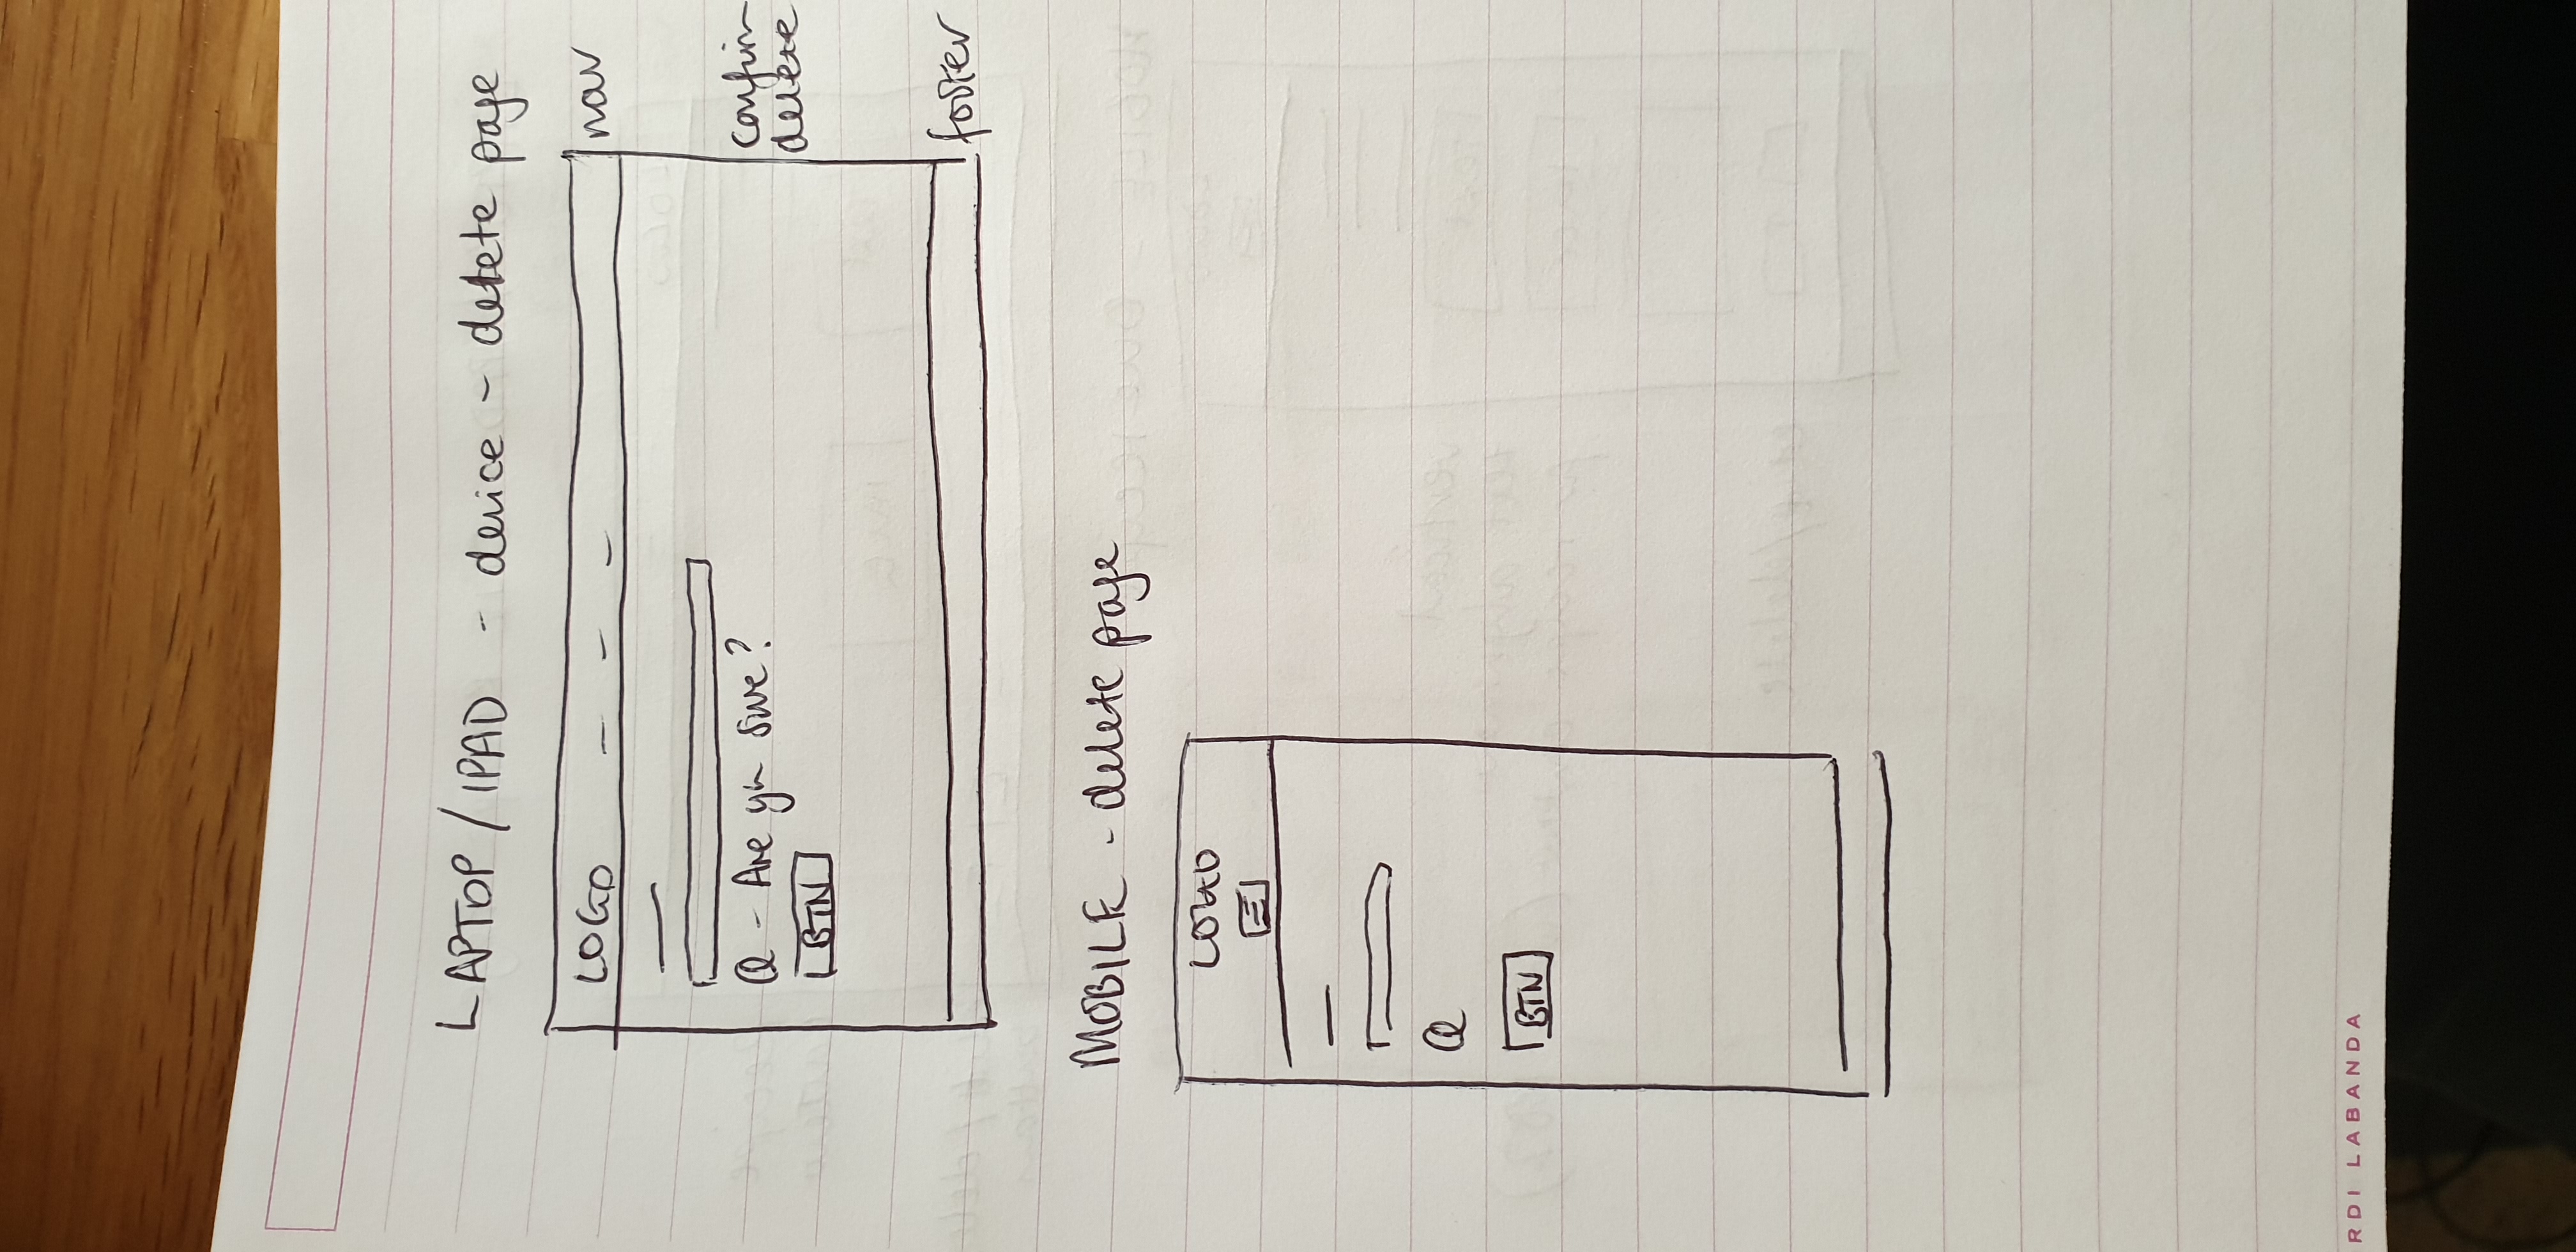 LAPTOP / IPAD - device - delete page
LOGO
nav
Q - Are yu sure?
confirm
delete
BTN
footer
MOBILE - delete page
LOGO
Q
BTN
RDI LABANDA